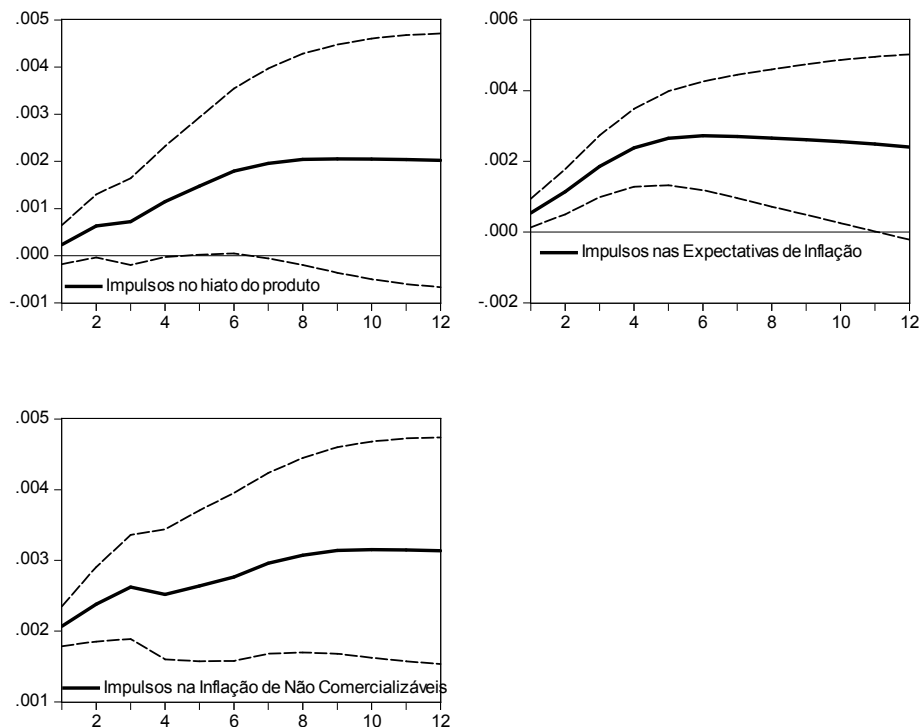 .005
.004
.003
.002
.001
.000
-.001
Impulsos no hiato do produto
2 4 6 8 10 12
.006
.004
.002
.000
-.002
Impulsos nas Expectativas de Inflação
2 4 6 8 10 12
.005
.004
.003
.002
.001
Impulsos na Inflação de Não Comercializáveis
2 4 6 8 10 12